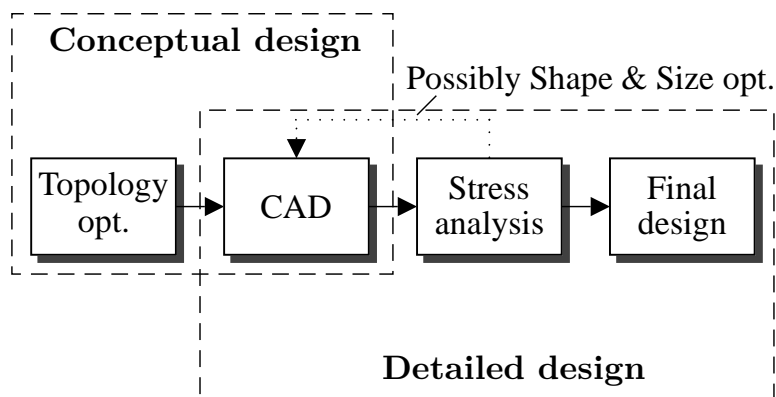 Conceptual design
Possibly Shape & Size opt.
Topology
opt.
CAD
Stress
analysis
Final
design
Detailed design